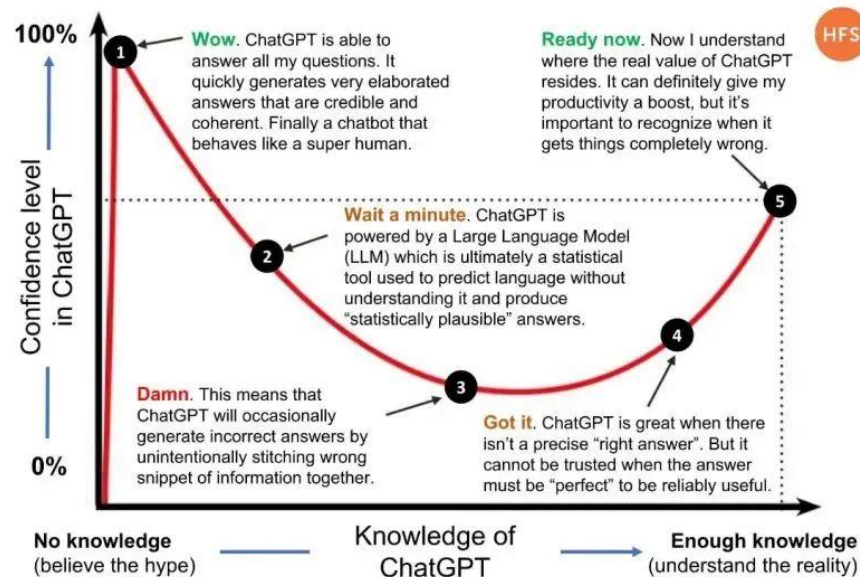 HFS
100%
Confidence level
in ChatGPT
0%
1
Wow. ChatGPT is able to
answer all my questions. It
quickly generates very elaborated
answers that are credible and
coherent. Finally a chatbot that
behaves like a super human.
Ready now. Now I understand
where the real value of ChatGPT
resides. It can definitely give my
productivity a boost, but it's
important to recognize when it
gets things completely wrong.
5
2
Wait a minute. ChatGPT is
powered by a Large Language Model
(LLM) which is ultimately a statistical
tool used to predict language without
understanding it and produce
“statistically plausible” answers.
4
3
Damn. This means that
ChatGPT will occasionally
generate incorrect answers by
unintentionally stitching wrong
snippet of information together.
Got it. ChatGPT is great when there
isn't a precise “right answer”. But it
cannot be trusted when the answer
must be “perfect” to be reliably useful.
No knowledge
(believe the hype)
Knowledge of
ChatGPT
Enough knowledge
(understand the reality)